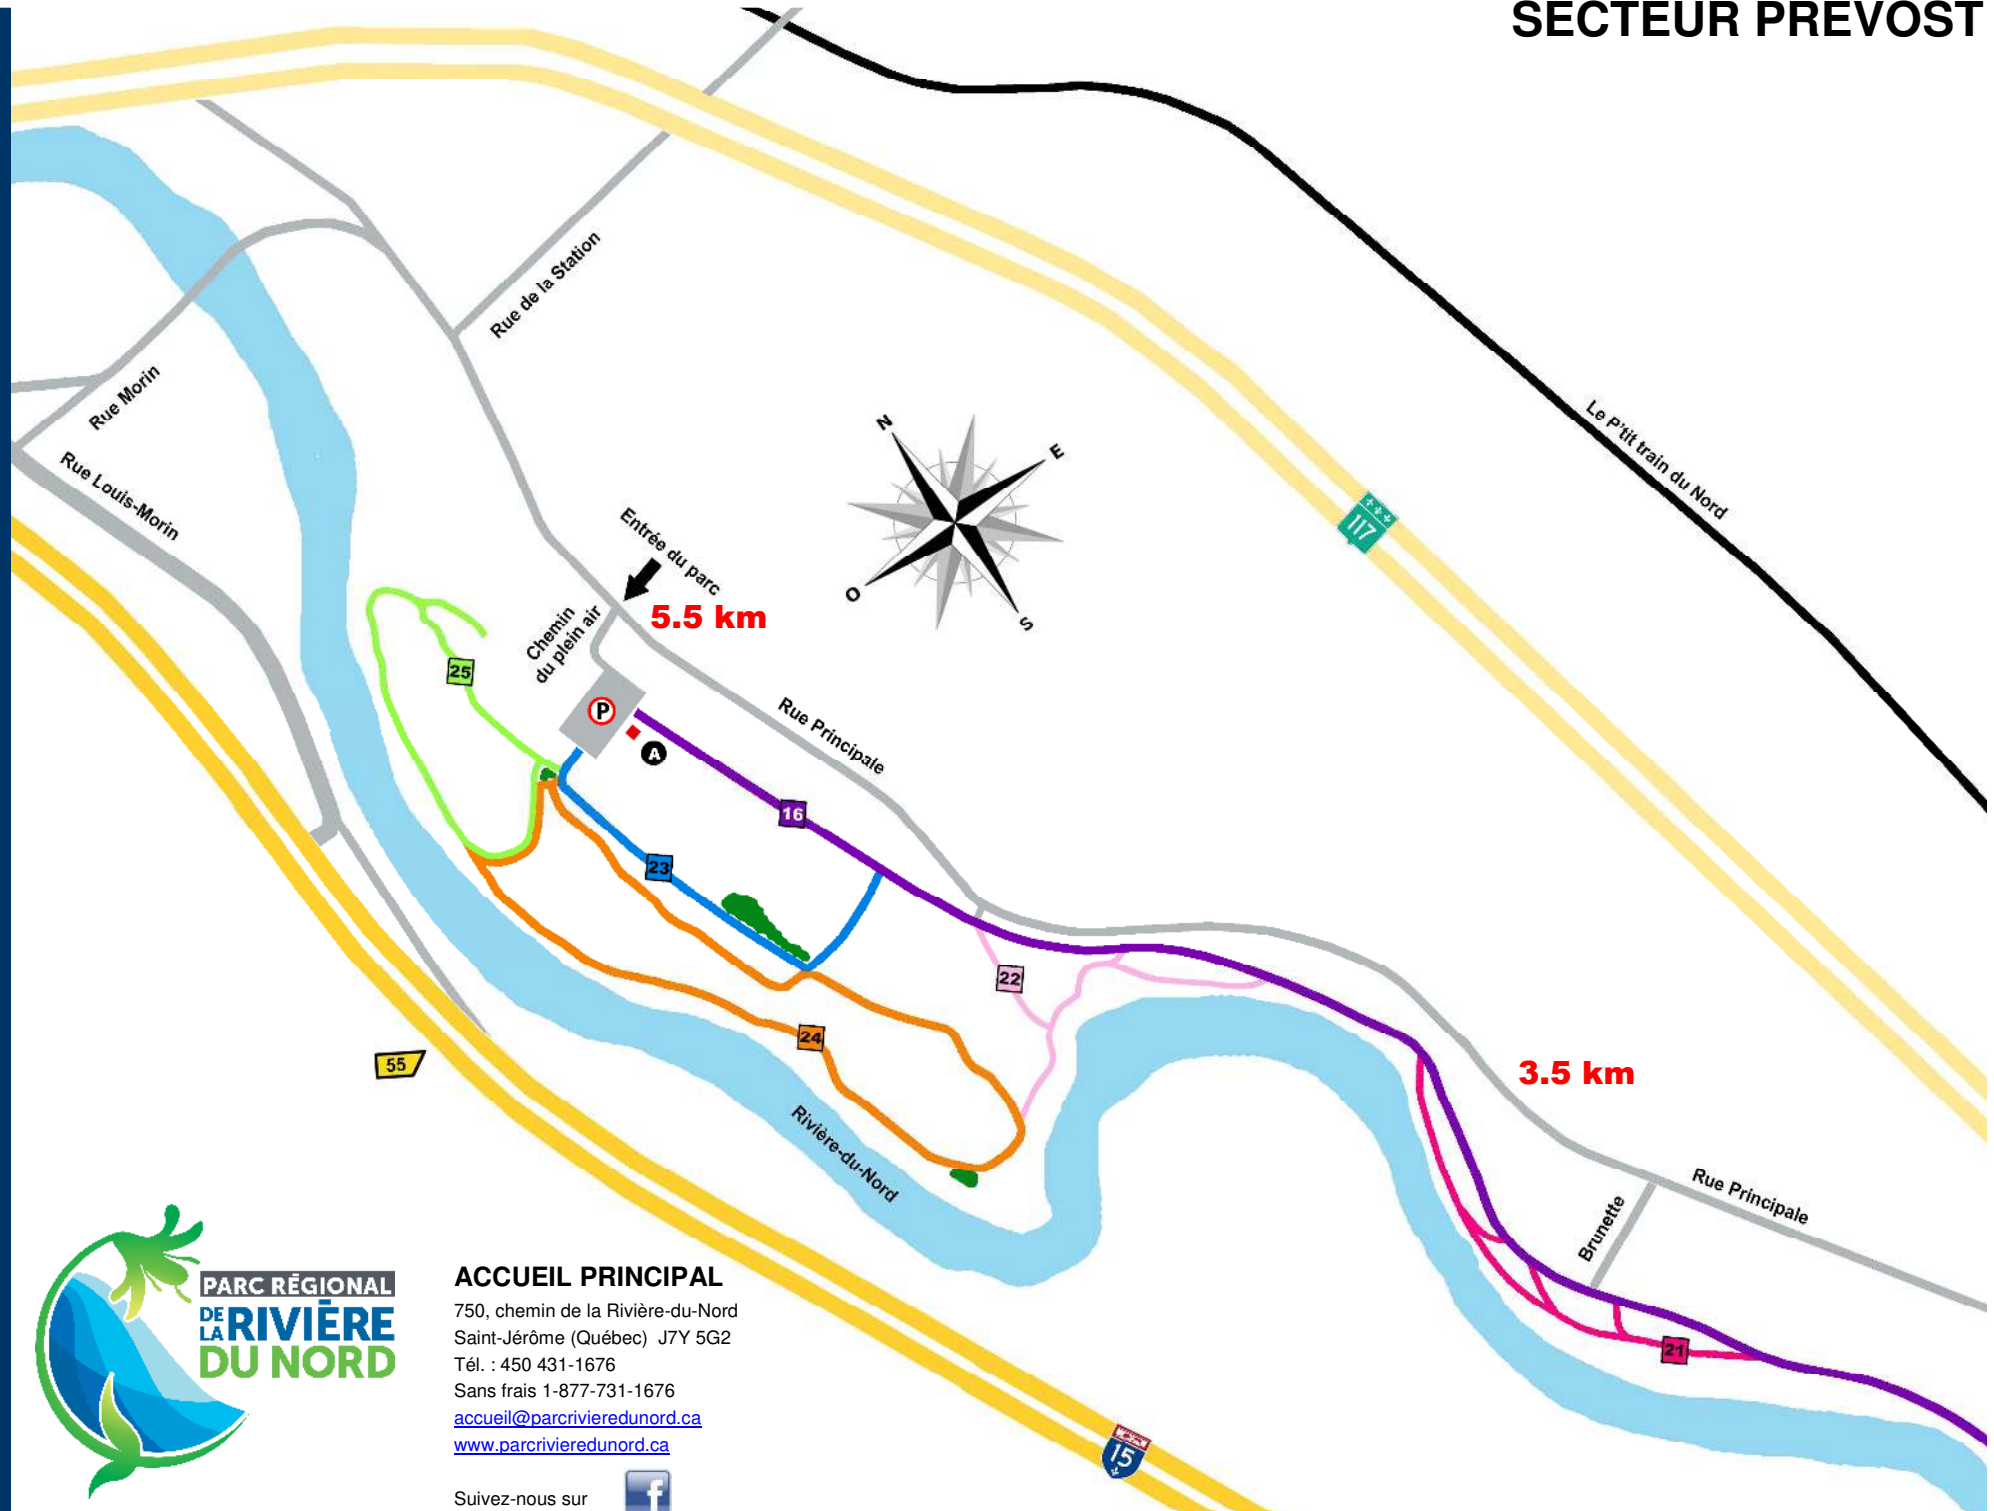 SECTEUR PREVOST
Rue de la Station
Rue Morin
Rue Louis-Morin
N
E
O
S
Le P'tit train du Nord
117
Entrée du parc
5.5 km
Chemin
du plein air
25
P
A
Rue Principale
16
23
22
24
55
3.5 km
Rivière-du-Nord
Rue Principale
Brunette
21
15
PARC RÉGIONAL
DE LA RIVIÈRE
DU NORD
ACCUEIL PRINCIPAL
750, chemin de la Rivière-du-Nord
Saint-Jérôme (Québec) J7Y 5G2
Tél. : 450 431-1676
Sans frais 1-877-731-1676
accueil@parcrivieredunord.ca
www.parcrivieredunord.ca
Suivez-nous sur
f